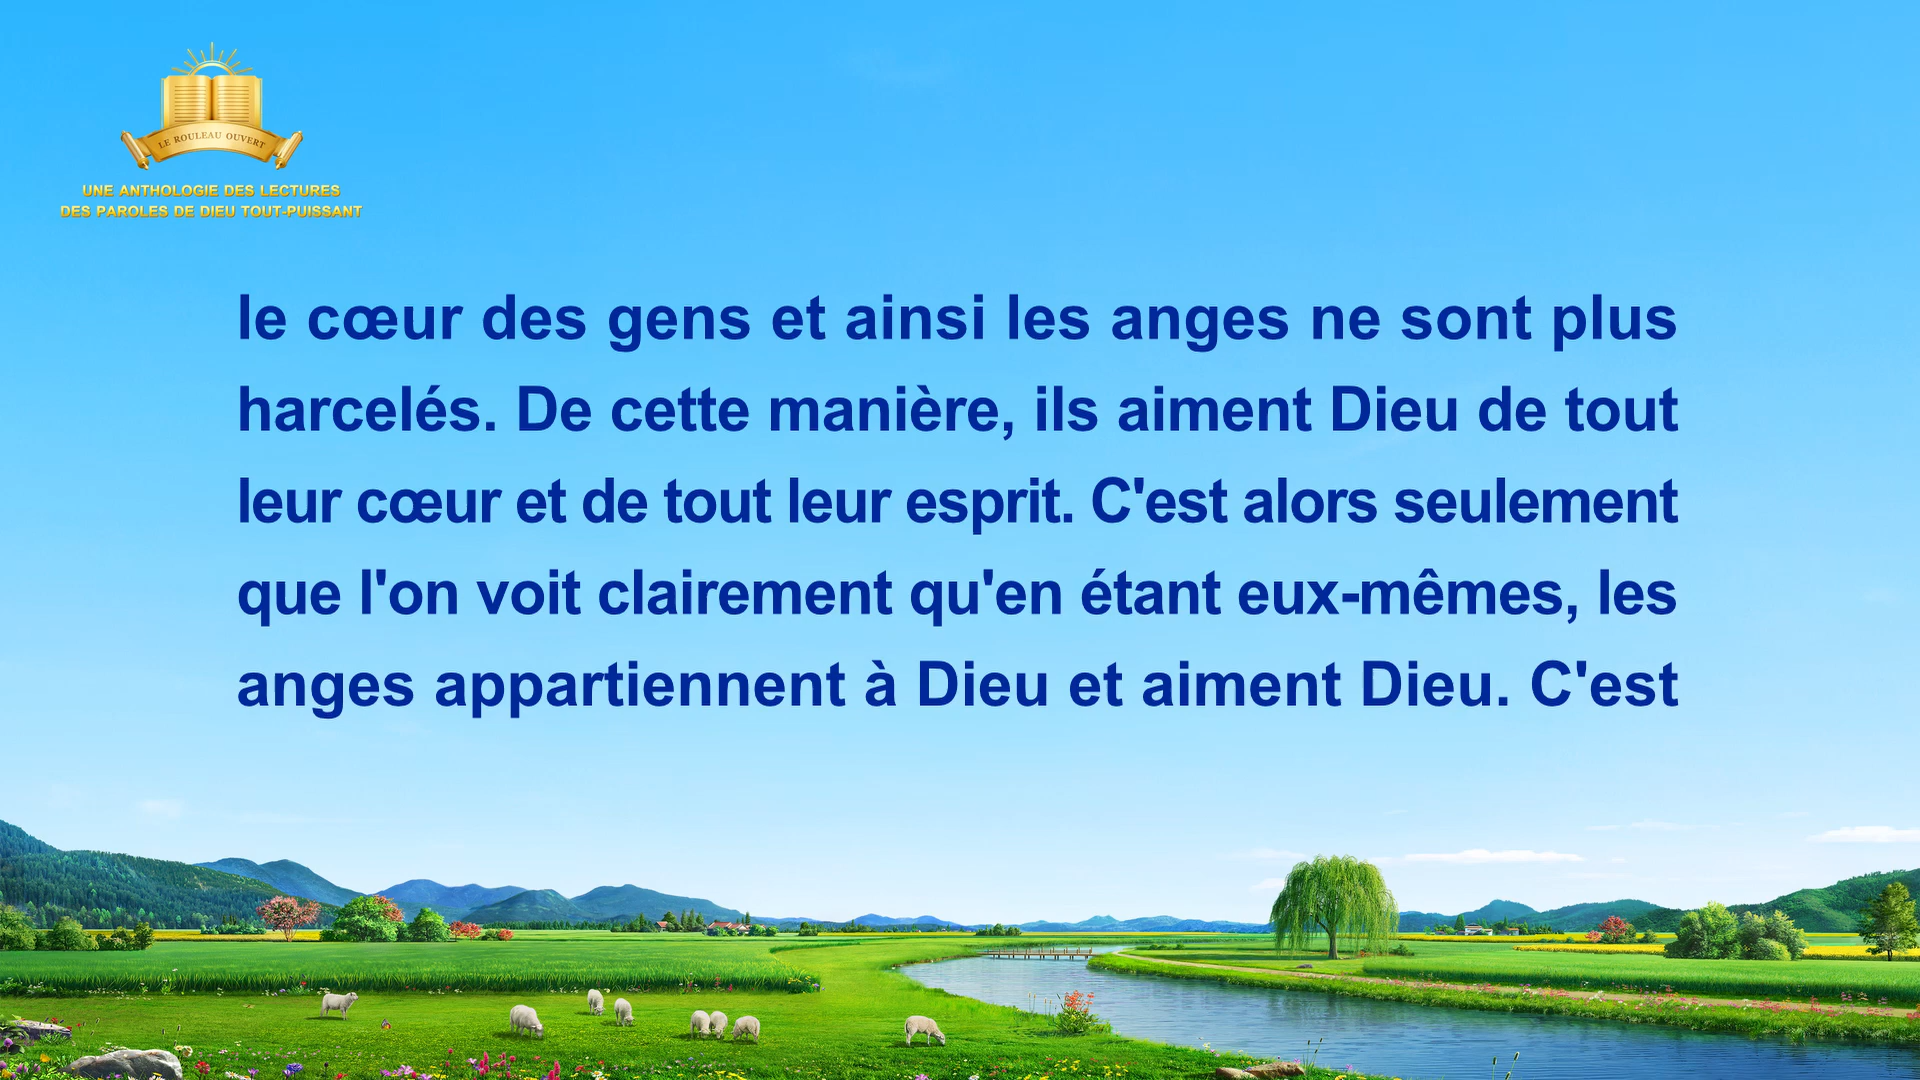 LE ROULEAU OUVERT
UNE ANTHOLOGIE DES LECTURES
DES PAROLES DE DIEU TOUT-PUISSANT
le cœur des gens et ainsi les anges ne sont plus
harcelés. De cette manière, ils aiment Dieu de tout
leur cœur et de tout leur esprit. C'est alors seulement
que l'on voit clairement qu'en étant eux-mêmes, les
anges appartiennent à Dieu et aiment Dieu. C'est